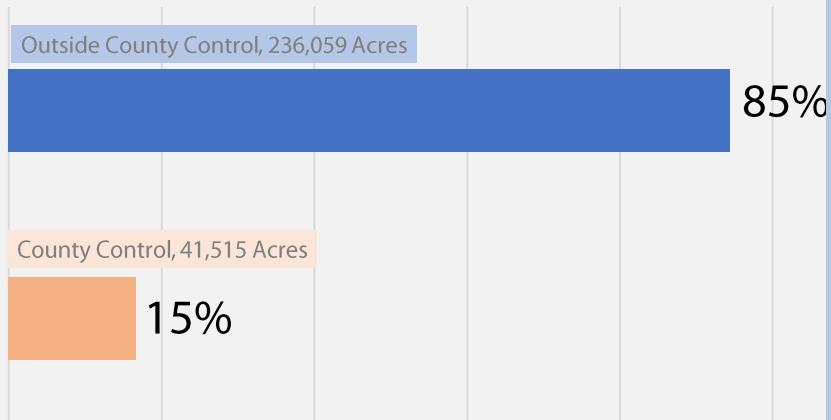 Outside County Control, 236,059 Acres
85%
County Control, 41,515 Acres
15%